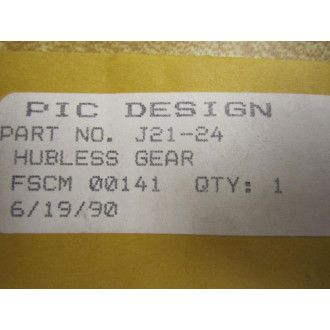 PIC DESIGN
PART NO. J21-24
HUBLESS GEAR
FSCM 00141 QTY: 1
6/19/90